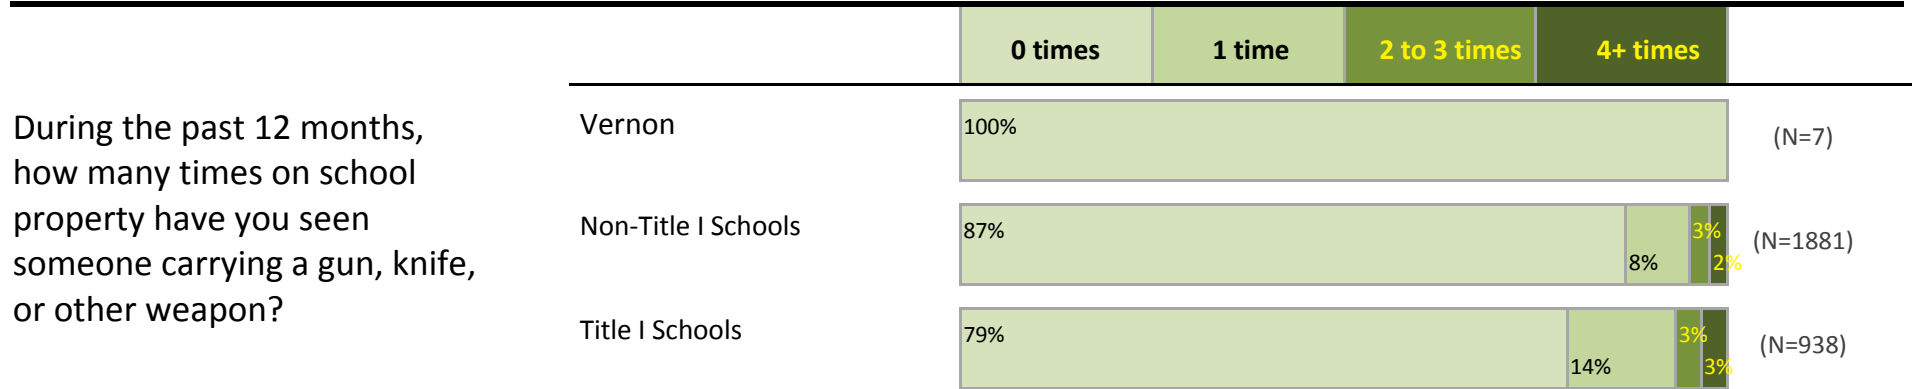 0 times 1 time 2 to 3 times 4+ times
During the past 12 months,
how many times on school
property have you seen
someone carrying a gun, knife,
or other weapon?
Vernon 100% (N=7)
Non-Title I Schools 87% 8% 3% 2% (N=1881)
Title I Schools 79% 14% 3% 3% (N=938)